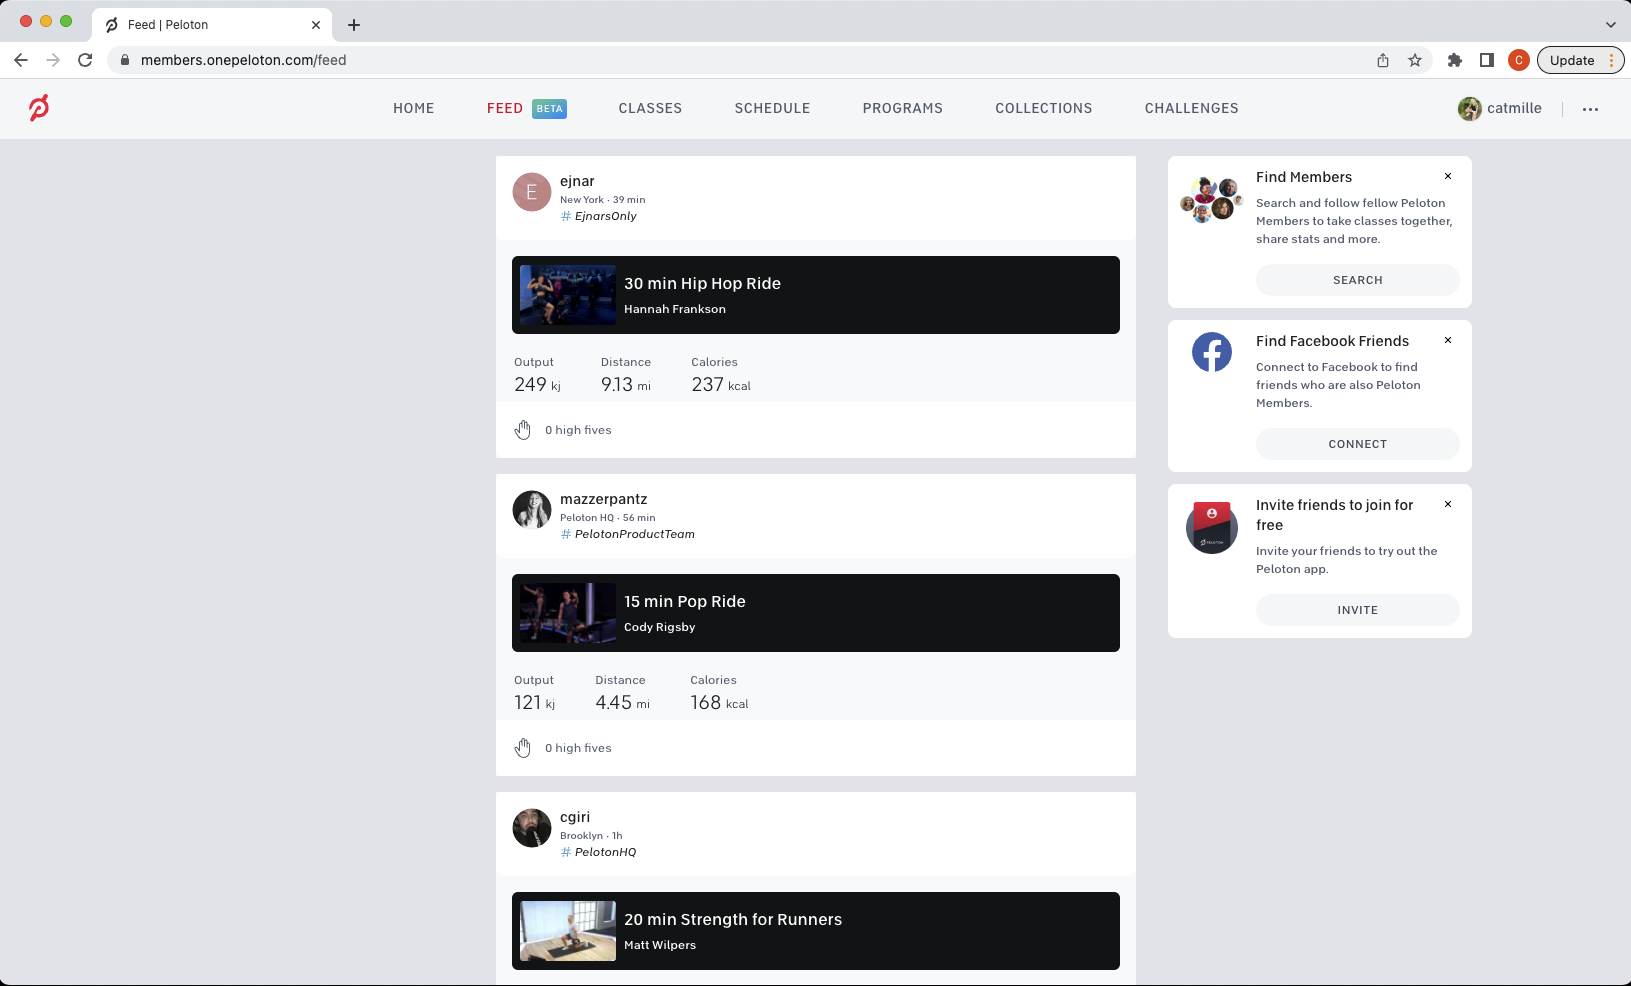 Feed | Peloton
members.onepeloton.com/feed
C
Update
HOME
FEED BETA
CLASSES
SCHEDULE
PROGRAMS
COLLECTIONS
CHALLENGES
catmille
E
ejnar
New York · 39 min
# EjnarsOnly
30 min Hip Hop Ride
Hannah Frankson
Output Distance Calories
249 kj 9.13 mi 237 kcal
0 high fives
mazzerpantz
Peloton HQ · 56 min
# PelotonProductTeam
15 min Pop Ride
Cody Rigsby
Output Distance Calories
121 kj 4.45 mi 168 kcal
0 high fives
cgiri
Brooklyn · 1h
# PelotonHQ
20 min Strength for Runners
Matt Wilpers
Find Members
Search and follow fellow Peloton
Members to take classes together,
share stats and more.
SEARCH
Find Facebook Friends
Connect to Facebook to find
friends who are also Peloton
Members.
CONNECT
PELOTON
Invite friends to join for
free
Invite your friends to try out the
Peloton app.
INVITE